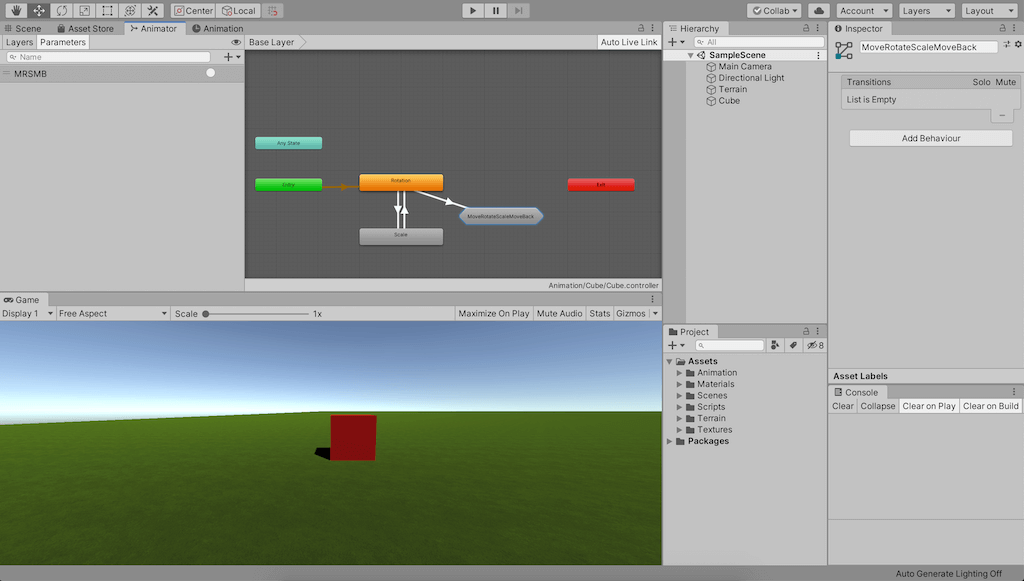 Center Local Collab Account Layers Layout
Scene Asset Store Animator Animation Hierarchy Inspector
Layers Parameters Base Layer Auto Live Link All MoveRotateScaleMoveBack
Name SampleScene
MRSMB Main Camera
Directional Light Transitions Solo Mute
Terrain
Cube List is Empty
Add Behaviour
Any State
Entry Rotation Exit
MoveRotateScaleMoveBack
Scale
Animation/Cube/Cube.controller
Game
Display 1 Free Aspect Scale 1x Maximize On Play Mute Audio Stats Gizmos
Project
8
Assets
Animation
Materials
Scenes
Scripts
Terrain
Textures
Packages
Asset Labels
Console
Clear Collapse Clear on Play Clear on Build
Auto Generate Lighting Off